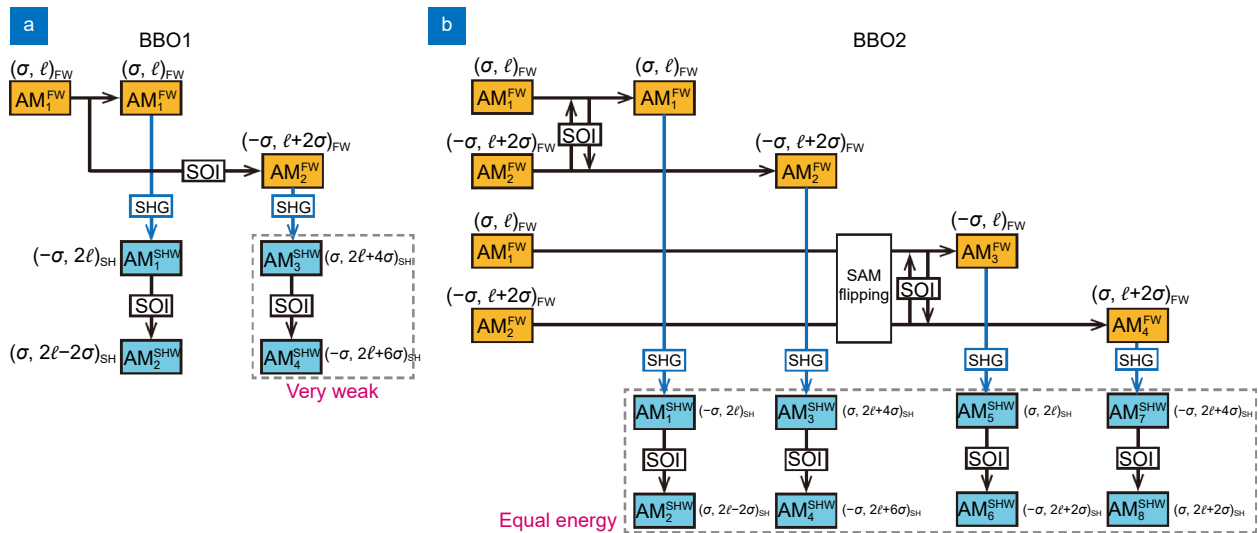 a
BBO1
(σ, ℓ)FW
(σ, ℓ)FW
AM₁FW
AM₁FW
SOI
(−σ, ℓ+2σ)FW
AM₂FW
SHG
SHG
(−σ, 2ℓ)SH
AM₁SHW
AM₃SHW
(σ, 2ℓ+4σ)SH
SOI
SOI
(σ, 2ℓ−2σ)SH
AM₂SHW
AM₄SHW
(−σ, 2ℓ+6σ)SH
Very weak
b
BBO2
(σ, ℓ)FW
(σ, ℓ)FW
AM₁FW
AM₁FW
SOI
(−σ, ℓ+2σ)FW
(−σ, ℓ+2σ)FW
AM₂FW
AM₂FW
(σ, ℓ)FW
(−σ, ℓ)FW
AM₁FW
AM₃FW
SAM
flipping
SOI
(−σ, ℓ+2σ)FW
(σ, ℓ+2σ)FW
AM₂FW
AM₄FW
SHG
SHG
SHG
SHG
AM₁SHW
(−σ, 2ℓ)SH
AM₃SHW
(σ, 2ℓ+4σ)SH
AM₅SHW
(σ, 2ℓ)SH
AM₇SHW
(−σ, 2ℓ+4σ)SH
SOI
SOI
SOI
SOI
AM₂SHW
(σ, 2ℓ−2σ)SH
AM₄SHW
(−σ, 2ℓ+6σ)SH
AM₆SHW
(−σ, 2ℓ+2σ)SH
AM₈SHW
(σ, 2ℓ+2σ)SH
Equal energy